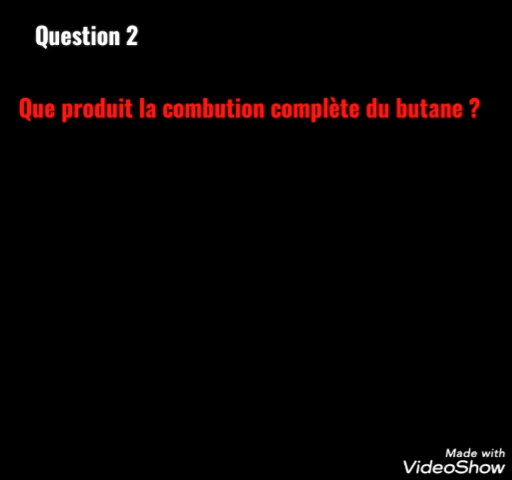 Question 2
Que produit la combution complète du butane ?
Made with
VideoShow